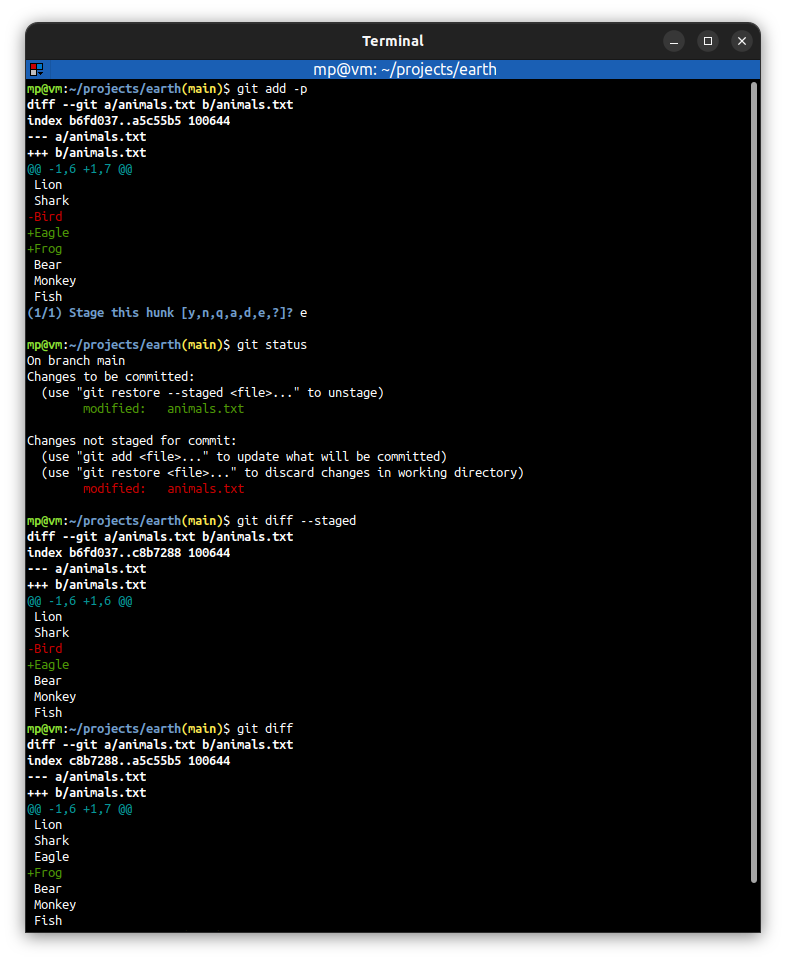 Terminal
mp@vm: ~/projects/earth
mp@vm:~/projects/earth(main)$ git add -p
diff --git a/animals.txt b/animals.txt
index b6fd037..a5c55b5 100644
--- a/animals.txt
+++ b/animals.txt
@@ -1,6 +1,7 @@
 Lion
 Shark
-Bird
+Eagle
+Frog
 Bear
 Monkey
 Fish
(1/1) Stage this hunk [y,n,q,a,d,e,?]? e
mp@vm:~/projects/earth(main)$ git status
On branch main
Changes to be committed:
  (use "git restore --staged <file>..." to unstage)
        modified:   animals.txt
Changes not staged for commit:
  (use "git add <file>..." to update what will be committed)
  (use "git restore <file>..." to discard changes in working directory)
        modified:   animals.txt
mp@vm:~/projects/earth(main)$ git diff --staged
diff --git a/animals.txt b/animals.txt
index b6fd037..c8b7288 100644
--- a/animals.txt
+++ b/animals.txt
@@ -1,6 +1,6 @@
 Lion
 Shark
-Bird
+Eagle
 Bear
 Monkey
 Fish
mp@vm:~/projects/earth(main)$ git diff
diff --git a/animals.txt b/animals.txt
index c8b7288..a5c55b5 100644
--- a/animals.txt
+++ b/animals.txt
@@ -1,6 +1,7 @@
 Lion
 Shark
 Eagle
+Frog
 Bear
 Monkey
 Fish